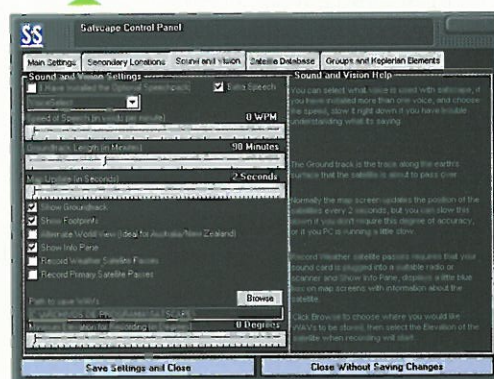 SS
Satscape Control Panel
Main Settings
Secondary Locations
Sound and Vision
Satellite Database
Groups and Keplerian Elements
Sound and Vision Settings
I Have Installed the Optional Speechpack
Extra Speech
VoiceSelect
Speed of Speech (in words per minute)
0 WPM
Groundtrack Length (in Minutes)
90 Minutes
Map Update (in Seconds)
2 Seconds
Show Groundtrack
Show Footprints
Alternate World View (Ideal for Australia/New Zealand)
Show Info Pane
Record Weather Satellite Passes
Record Primary Satellite Passes
Path to save WAVs
Browse
Minimum Elevation for Recording (in Degrees)
0 Degrees
Sound and Vision Help
You can select what voice is used with satscape, if
you have installed more than one voice, and choose
the speed, slow it right down if you have trouble
understanding what its saying.
The Ground track is the trace along the earth's
surface that the satellite is about to pass over.
Normally the map screen updates the position of the
satellites every 2 seconds, but you can slow this
down if you don't require this degree of accuracy,
or if you PC is running a little slow.
Record Weather satellite passes requires that your
sound card is plugged into a suitable radio or
scanner and Show Info Pane, displays a little blue
box on map screens with information about the
satellite.
Click Browse to choose where you would like
WAVs to be stored, then select the Elevation of the
satellite when recording will start.
Save Settings and Close
Close Without Saving Changes